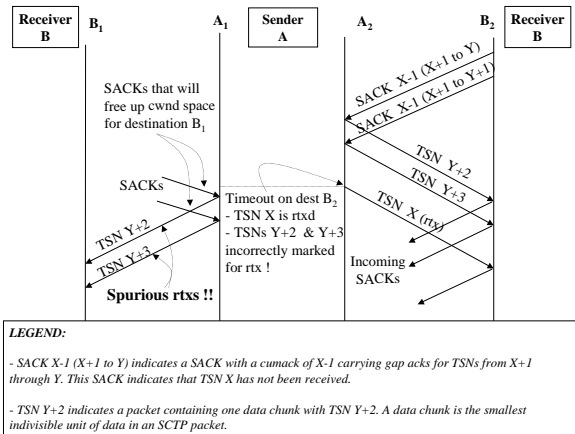 Receiver
B
B1
A1
Sender
A
A2
B2
Receiver
B
SACK X-1 (X+1 to Y)
SACK X-1 (X+1 to Y+1)
SACKs that will
free up cwnd space
for destination B1
TSN Y+2
TSN Y+3
TSN X (rtx)
SACKs
Timeout on dest B2
- TSN X is rtxd
- TSNs Y+2 & Y+3
incorrectly marked
for rtx !
TSN Y+2
TSN Y+3
Incoming
SACKs
Spurious rtxs !!
LEGEND:
- SACK X-1 (X+1 to Y) indicates a SACK with a cumack of X-1 carrying gap acks for TSNs from X+1
through Y. This SACK indicates that TSN X has not been received.
- TSN Y+2 indicates a packet containing one data chunk with TSN Y+2. A data chunk is the smallest
indivisible unit of data in an SCTP packet.